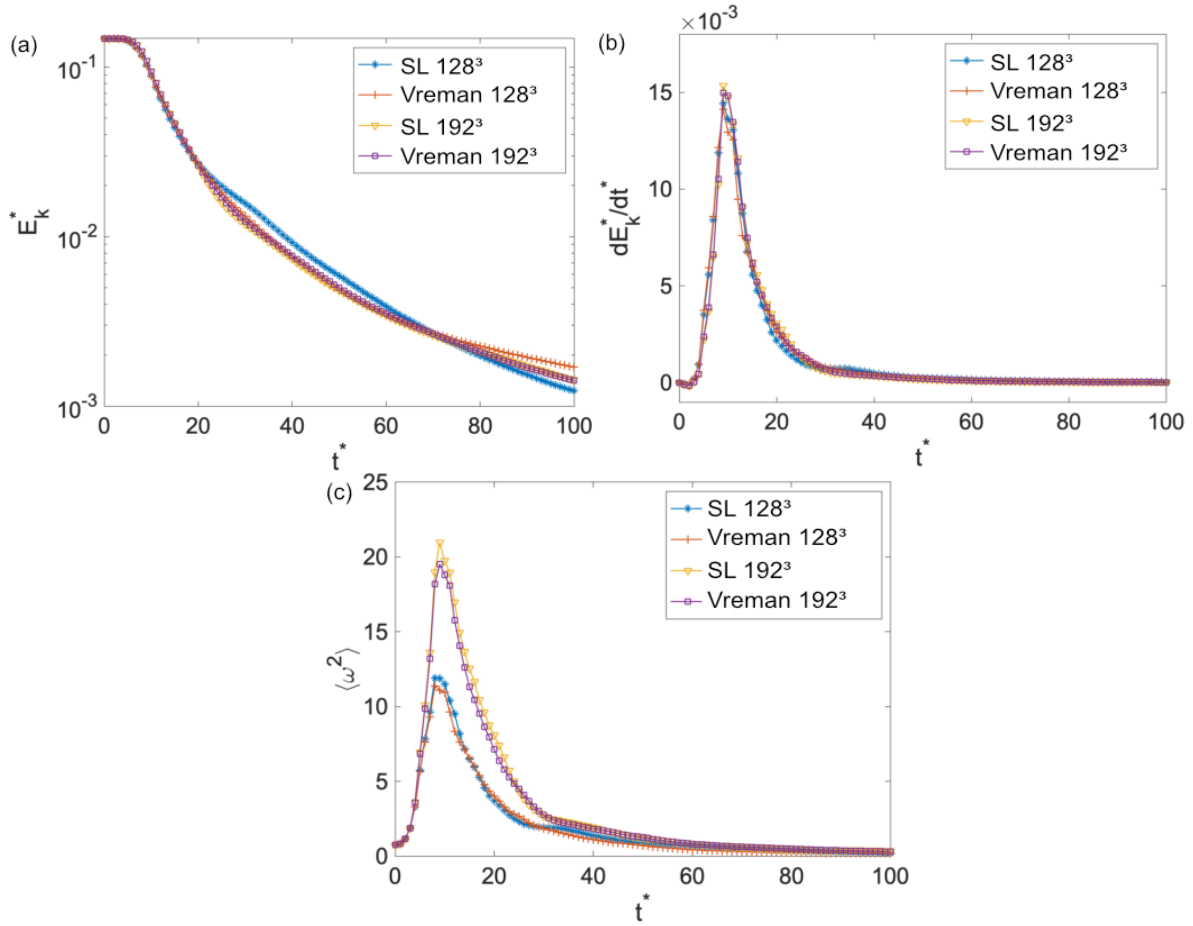 (a)
10⁻¹
10⁻²
10⁻³
E*ₖ
SL 128³
Vreman 128³
SL 192³
Vreman 192³
0 20 40 60 80 100
t*
(b)
×10⁻³
15
10
5
0
dE*ₖ/dt*
SL 128³
Vreman 128³
SL 192³
Vreman 192³
0 20 40 60 80 100
t*
(c)
25
20
15
10
5
0
⟨ω²⟩
SL 128³
Vreman 128³
SL 192³
Vreman 192³
0 20 40 60 80 100
t*